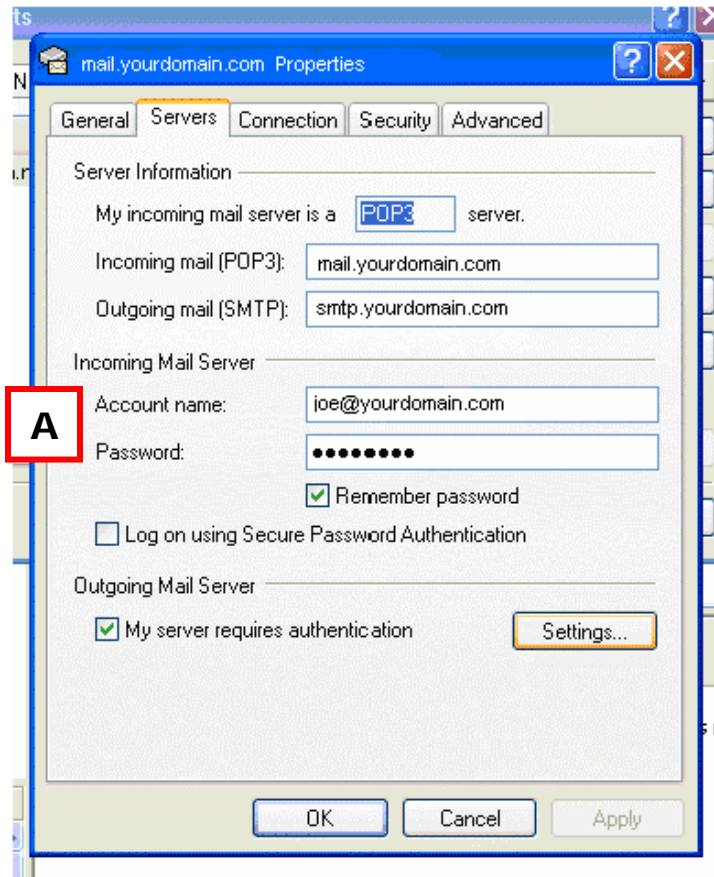 ts
mail.yourdomain.com Properties
N
General Servers Connection Security Advanced
Server Information
My incoming mail server is a POP3 server.
Incoming mail (POP3): mail.yourdomain.com
Outgoing mail (SMTP): smtp.yourdomain.com
Incoming Mail Server
A
Account name: joe@yourdomain.com
Password: ●●●●●●●●
Remember password
Log on using Secure Password Authentication
Outgoing Mail Server
My server requires authentication Settings...
OK Cancel Apply